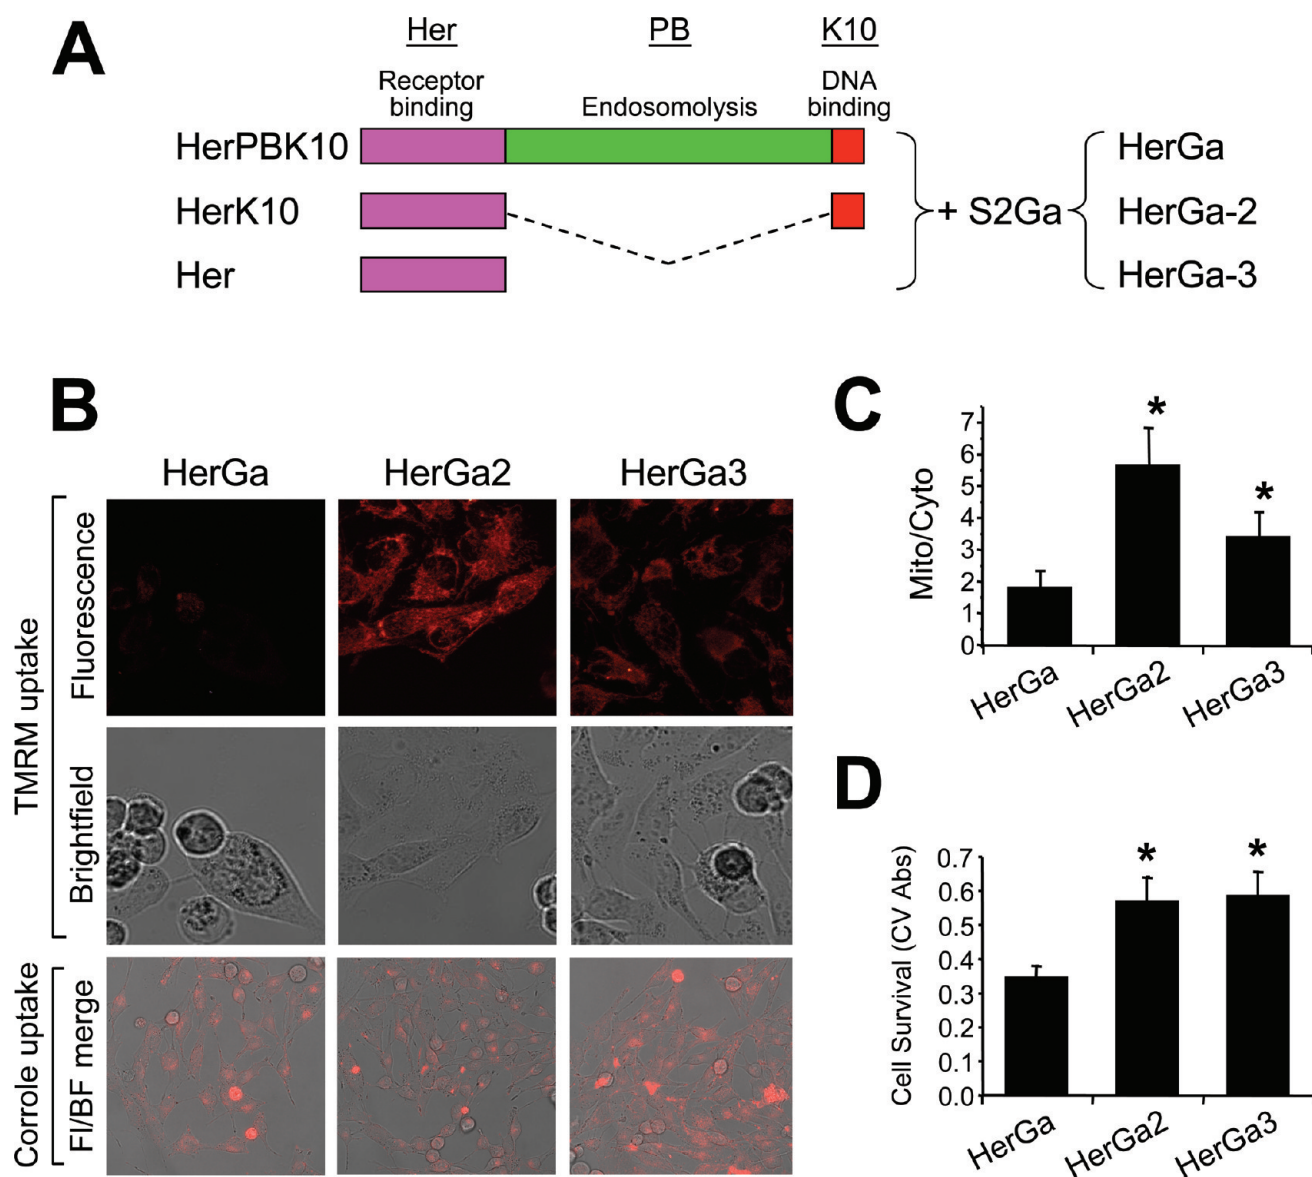 A
Her PB K10
Receptor binding
Endosomolysis
DNA binding
HerPBK10
HerK10
Her
+ S2Ga
HerGa
HerGa-2
HerGa-3
B
HerGa HerGa2 HerGa3
TMRM uptake
Fluorescence
Brightfield
Corrole uptake
Fl/BF merge
C
Mito/Cyto
7
6
5
4
3
2
1
0
*
*
HerGa HerGa2 HerGa3
D
Cell Survival (CV Abs)
0.7
0.6
0.5
0.4
0.3
0.2
0.1
0.0
*
*
HerGa HerGa2 HerGa3